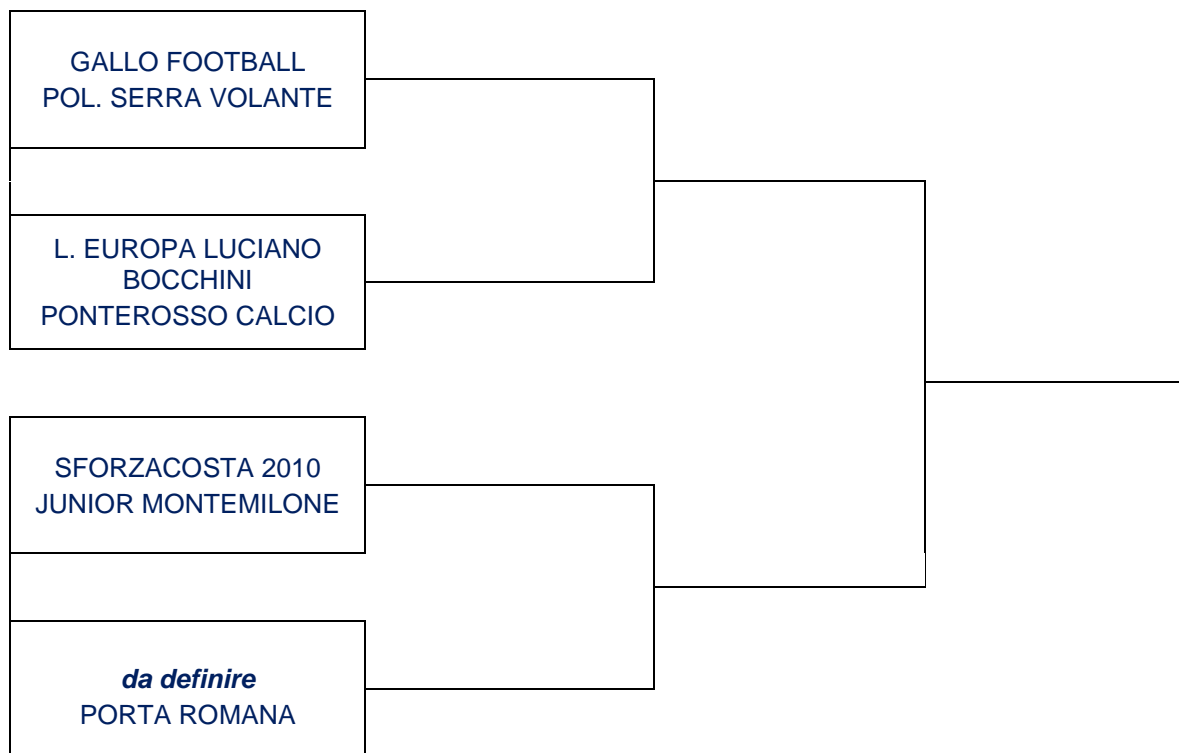 GALLO FOOTBALL
POL. SERRA VOLANTE
L. EUROPA LUCIANO
BOCCHINI
PONTEROSSO CALCIO
SFORZACOSTA 2010
JUNIOR MONTEMILONE
da definire
PORTA ROMANA